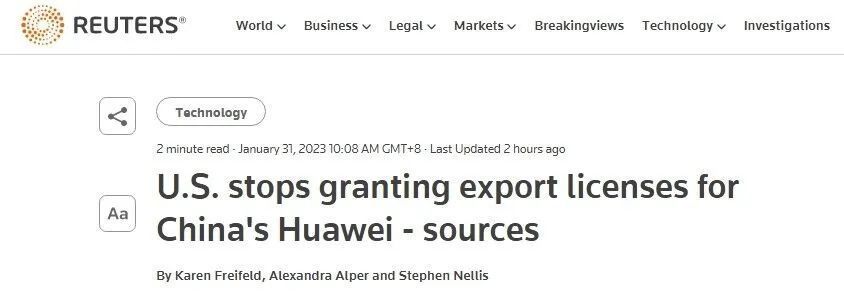 REUTERS® World Business Legal Markets Breakingviews Technology Investigations
Technology
2 minute read · January 31, 2023 10:08 AM GMT+8 · Last Updated 2 hours ago
U.S. stops granting export licenses for
Aa
China's Huawei - sources
By Karen Freifeld, Alexandra Alper and Stephen Nellis